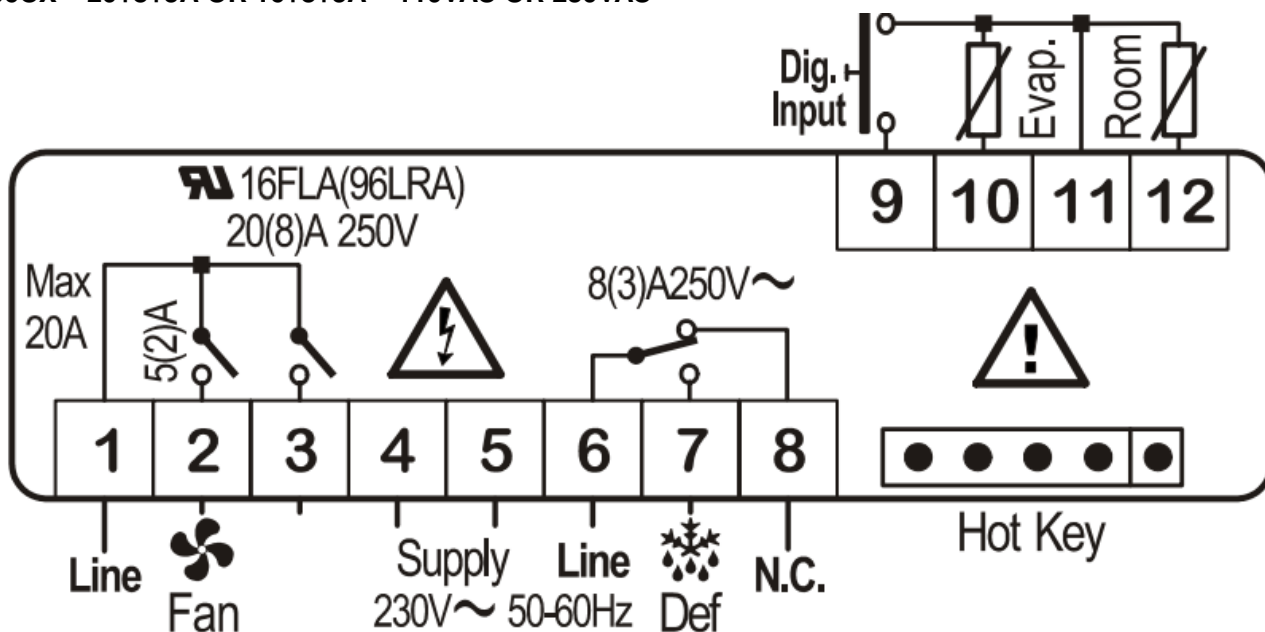 Dig.
Input
Evap.
Room
9 10 11 12
16FLA(96LRA)
20(8)A 250V
Max
20A
5(2)A
8(3)A250V~
1 2 3 4 5 6 7 8
Line
Fan
Supply
230V~ 50-60Hz
Line
Def
N.C.
Hot Key